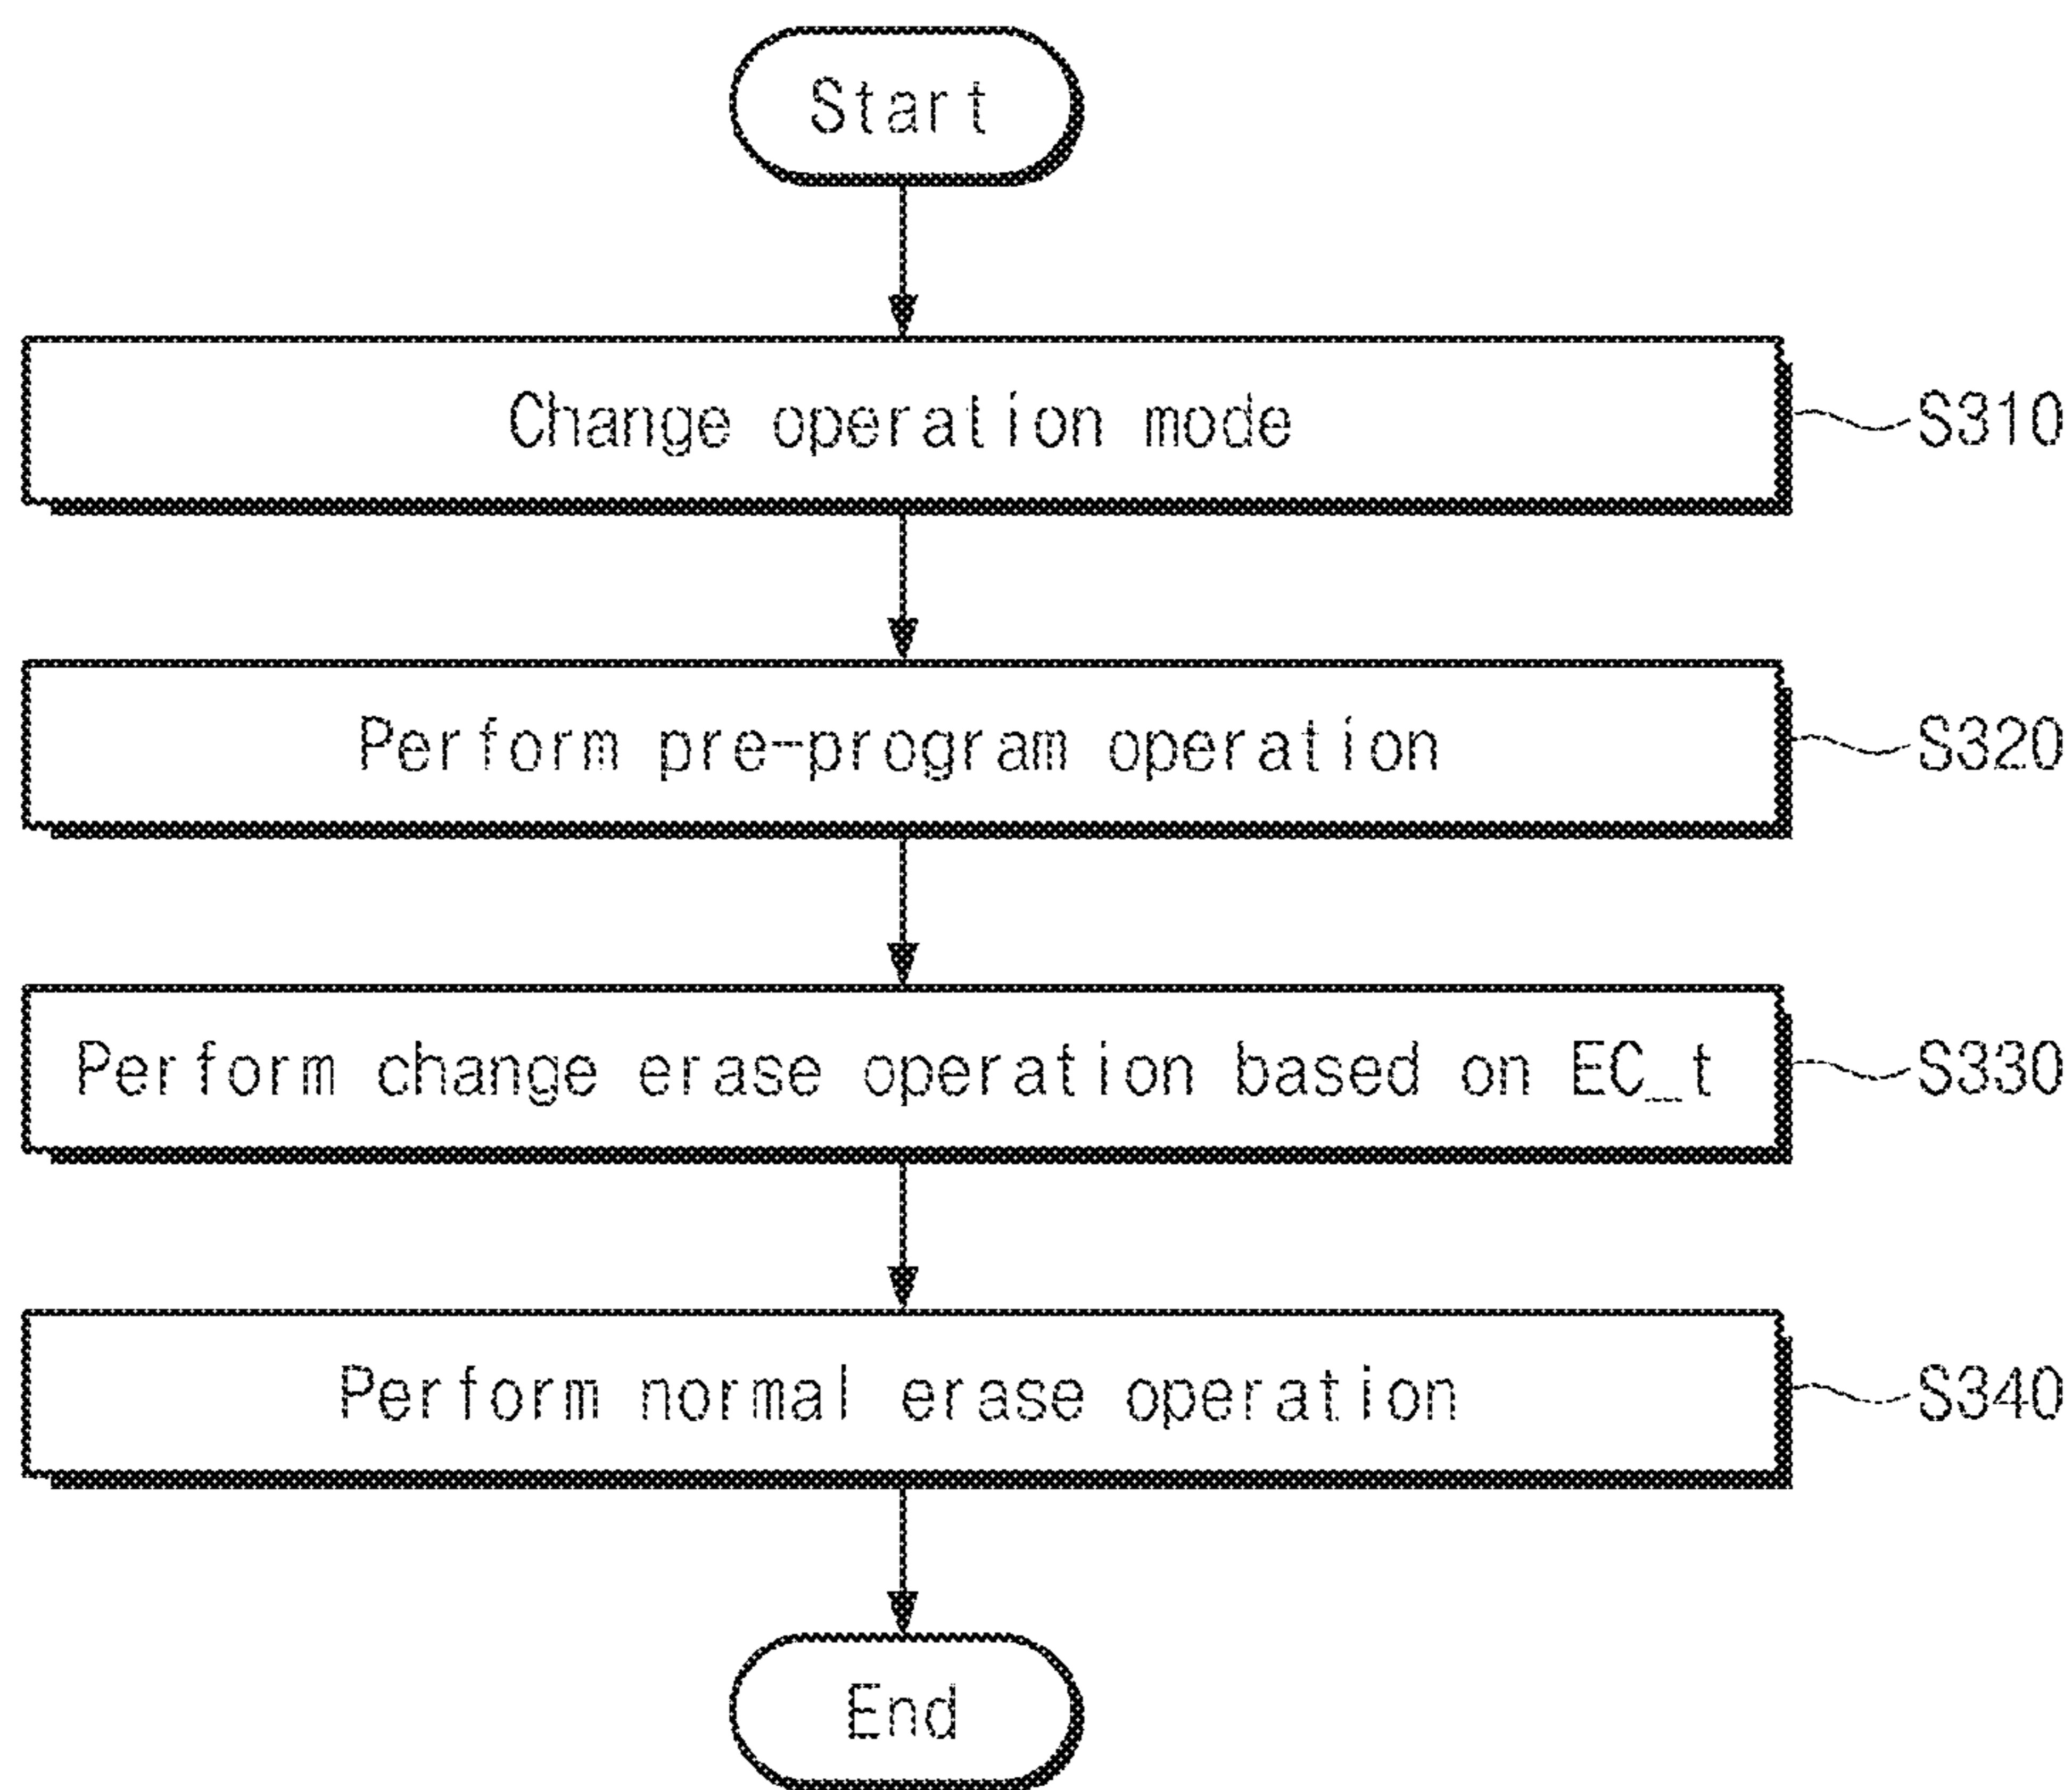 Start
Change operation mode
S310
Perform pre-program operation
S320
Perform change erase operation based on EC_t
S330
Perform normal erase operation
S340
End